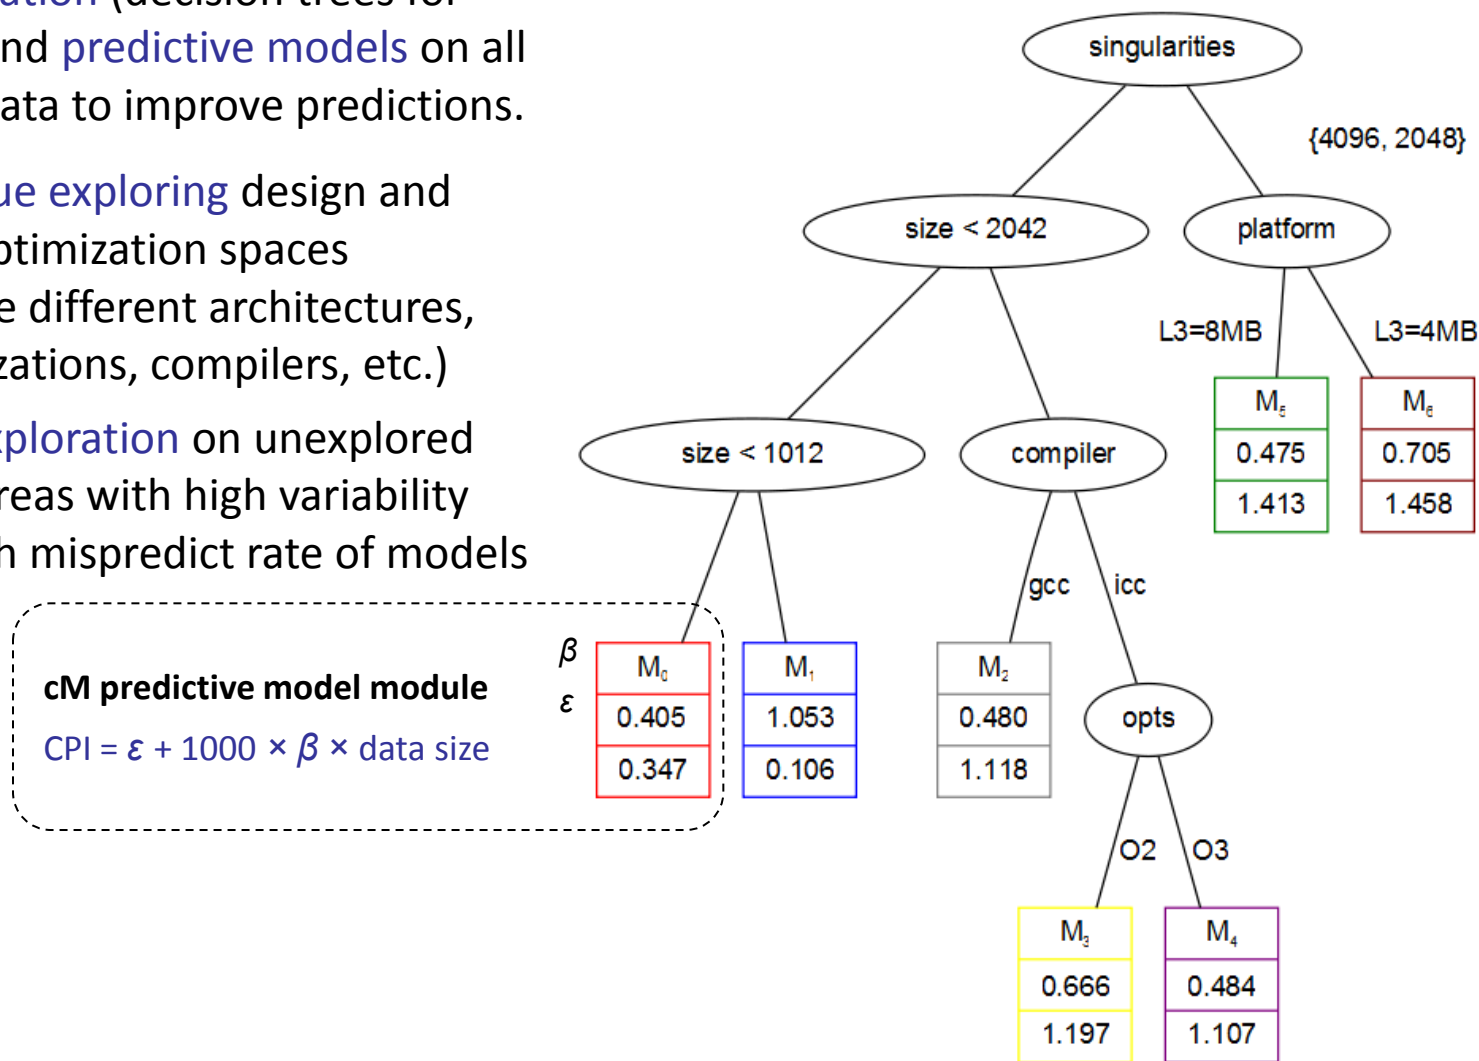 ation (decision trees for
nd predictive models on all
ata to improve predictions.
ue exploring design and
ptimization spaces
e different architectures,
zations, compilers, etc.)
xploration on unexplored
reas with high variability
h mispredict rate of models
cM predictive model module
CPI = ε + 1000 × β × data size
β
ε
singularities
{4096, 2048}
size < 2042
platform
L3=8MB
L3=4MB
M₅
0.475
1.413
M₆
0.705
1.458
size < 1012
compiler
gcc
icc
M₀
0.405
0.347
M₁
1.053
0.106
M₂
0.480
1.118
opts
O2
O3
M₃
0.666
1.197
M₄
0.484
1.107